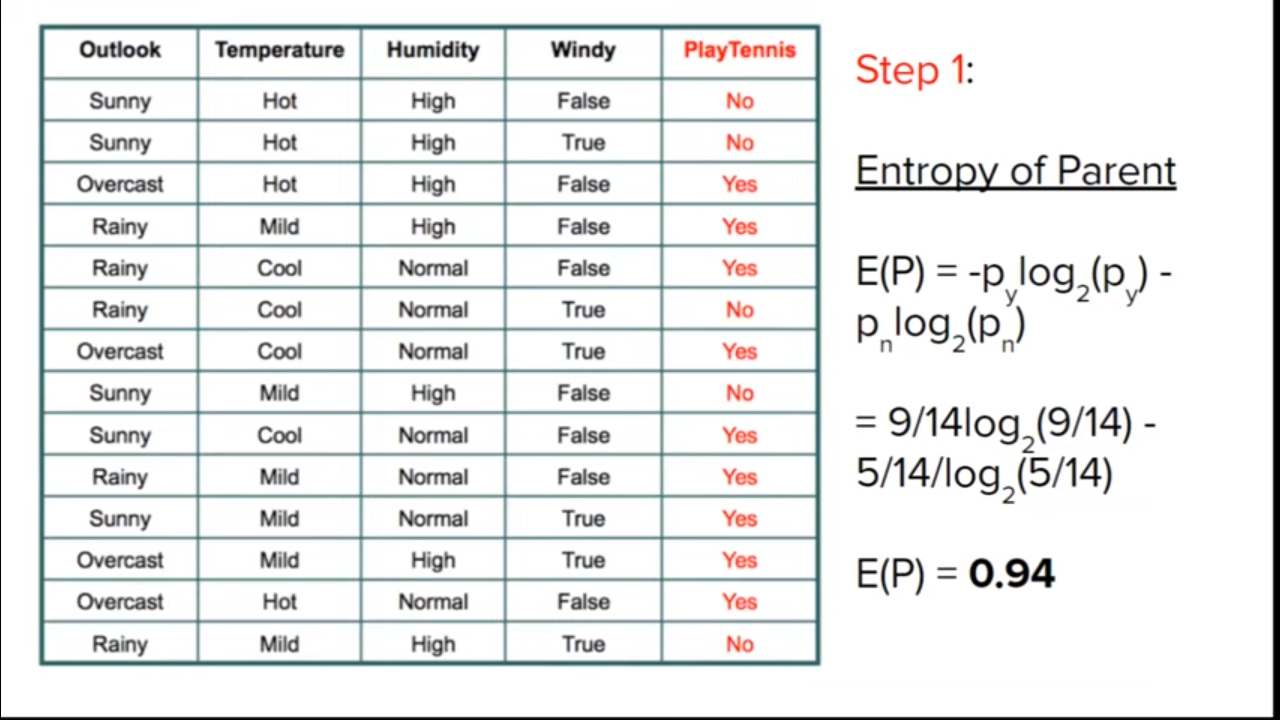 Outlook Temperature Humidity Windy PlayTennis
Sunny Hot High False No
Sunny Hot High True No
Overcast Hot High False Yes
Rainy Mild High False Yes
Rainy Cool Normal False Yes
Rainy Cool Normal True No
Overcast Cool Normal True Yes
Sunny Mild High False No
Sunny Cool Normal False Yes
Rainy Mild Normal False Yes
Sunny Mild Normal True Yes
Overcast Mild High True Yes
Overcast Hot Normal False Yes
Rainy Mild High True No
Step 1:
Entropy of Parent
E(P) = -p_y log_2(p_y) -
p_n log_2(p_n)
= 9/14log_2(9/14) -
5/14/log_2(5/14)
E(P) = 0.94